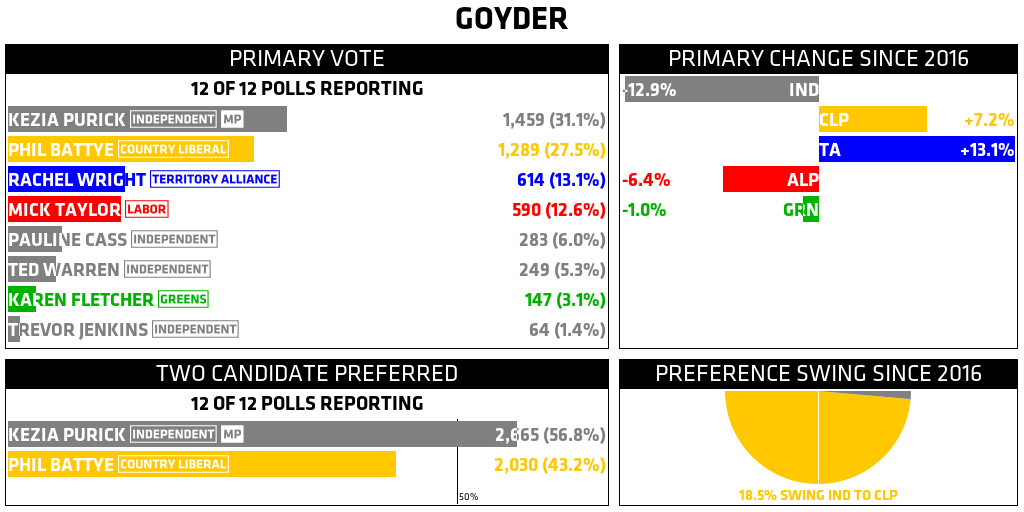 GOYDER
PRIMARY VOTE
12 OF 12 POLLS REPORTING
KEZIA PURICK INDEPENDENT MP 1,459 (31.1%)
PHIL BATTYE COUNTRY LIBERAL 1,289 (27.5%)
RACHEL WRIGHT TERRITORY ALLIANCE 614 (13.1%)
MICK TAYLOR LABOR 590 (12.6%)
PAULINE CASS INDEPENDENT 283 (6.0%)
TED WARREN INDEPENDENT 249 (5.3%)
KAREN FLETCHER GREENS 147 (3.1%)
TREVOR JENKINS INDEPENDENT 64 (1.4%)
PRIMARY CHANGE SINCE 2016
-12.9% IND
CLP +7.2%
TA +13.1%
-6.4% ALP
-1.0% GRN
TWO CANDIDATE PREFERRED
12 OF 12 POLLS REPORTING
KEZIA PURICK INDEPENDENT MP 2,665 (56.8%)
PHIL BATTYE COUNTRY LIBERAL 2,030 (43.2%)
50%
PREFERENCE SWING SINCE 2016
18.5% SWING IND TO CLP